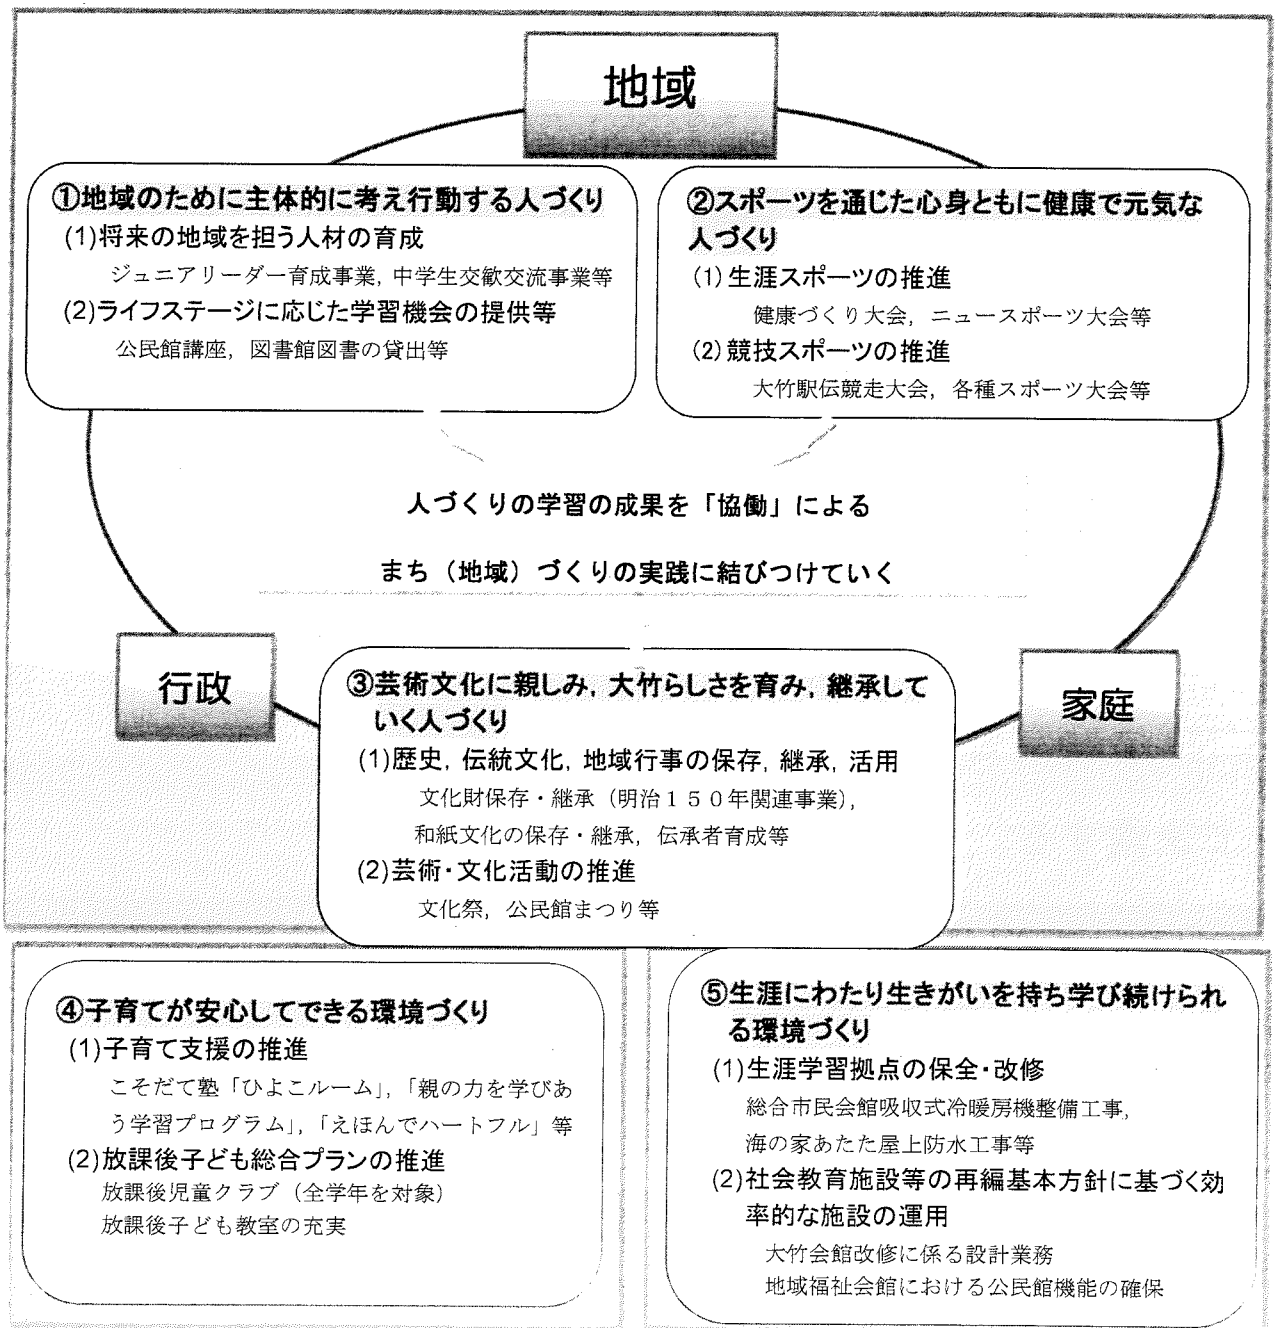 地域
①地域のために主体的に考え行動する人づくり
(1)将来の地域を担う人材の育成
ジュニアリーダー育成事業，中学生交歓交流事業等
(2)ライフステージに応じた学習機会の提供等
公民館講座，図書館図書の貸出等
②スポーツを通じた心身ともに健康で元気な
人づくり
(1)生涯スポーツの推進
健康づくり大会，ニュースポーツ大会等
(2)競技スポーツの推進
大竹駅伝競走大会，各種スポーツ大会等
人づくりの学習の成果を「協働」による
まち（地域）づくりの実践に結びつけていく
行政
家庭
③芸術文化に親しみ，大竹らしさを育み，継承して
いく人づくり
(1)歴史，伝統文化，地域行事の保存，継承，活用
文化財保存・継承（明治１５０年関連事業），
和紙文化の保存・継承，伝承者育成等
(2)芸術・文化活動の推進
文化祭，公民館まつり等
④子育てが安心してできる環境づくり
(1)子育て支援の推進
こそだて塾「ひよこルーム」，「親の力を学びあ
う学習プログラム」，「えほんでハートフル」等
(2)放課後子ども総合プランの推進
放課後児童クラブ（全学年を対象）
放課後子ども教室の充実
⑤生涯にわたり生きがいを持ち学び続けられ
る環境づくり
(1)生涯学習拠点の保全・改修
総合市民会館吸収式冷暖房機整備工事，
海の家あたた屋上防水工事等
(2)社会教育施設等の再編基本方針に基づく効
率的な施設の運用
大竹会館改修に係る設計業務
地域福祉会館における公民館機能の確保